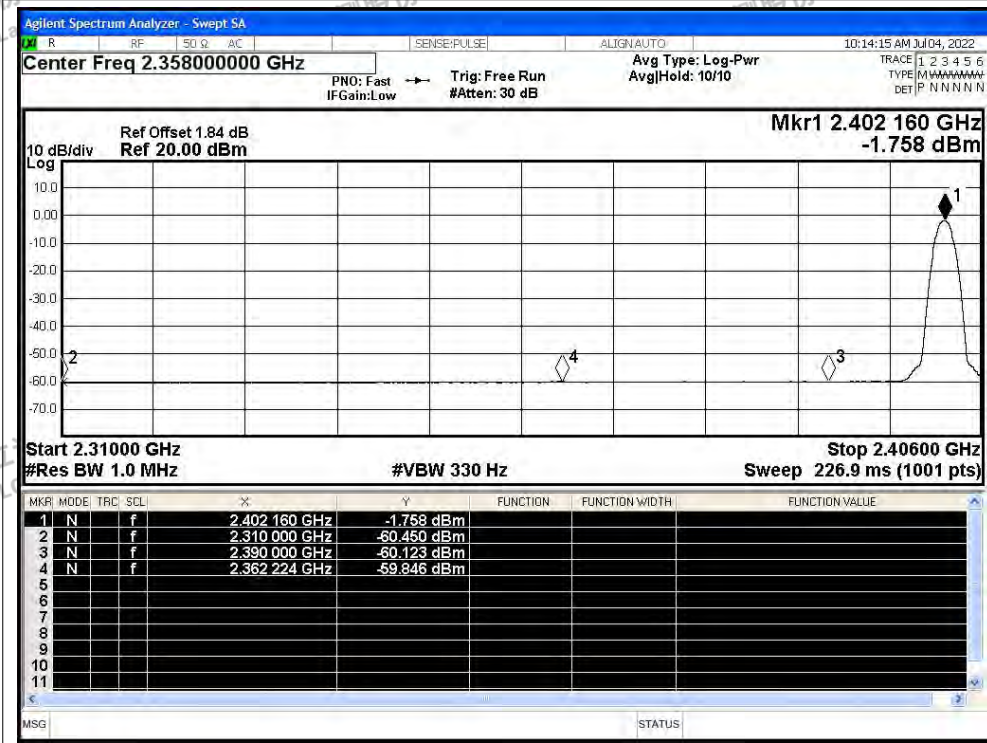 Agilent Spectrum Analyzer - Swept SA
R RF 50 Ω AC SENSE:PULSE ALIGNAUTO 10:14:15 AM Jul 04, 2022
Center Freq 2.358000000 GHz
PNO: Fast
IFGain:Low
Trig: Free Run
#Atten: 30 dB
Avg Type: Log-Pwr
Avg|Hold: 10/10
TRACE 1 2 3 4 5 6
TYPE M
DET P N N N N N
Mkr1 2.402 160 GHz
-1.758 dBm
Ref Offset 1.84 dB
10 dB/div Ref 20.00 dBm
Log
10.0
0.00
-10.0
-20.0
-30.0
-40.0
-50.0
-60.0
-70.0
1
2
4
3
Start 2.31000 GHz Stop 2.40600 GHz
#Res BW 1.0 MHz #VBW 330 Hz Sweep 226.9 ms (1001 pts)
MKR MODE TRC SCL X Y FUNCTION FUNCTION WIDTH FUNCTION VALUE
1 N f 2.402 160 GHz -1.758 dBm
2 N f 2.310 000 GHz -60.450 dBm
3 N f 2.390 000 GHz -60.123 dBm
4 N f 2.362 224 GHz -59.846 dBm
5
6
7
8
9
10
11
MSG STATUS